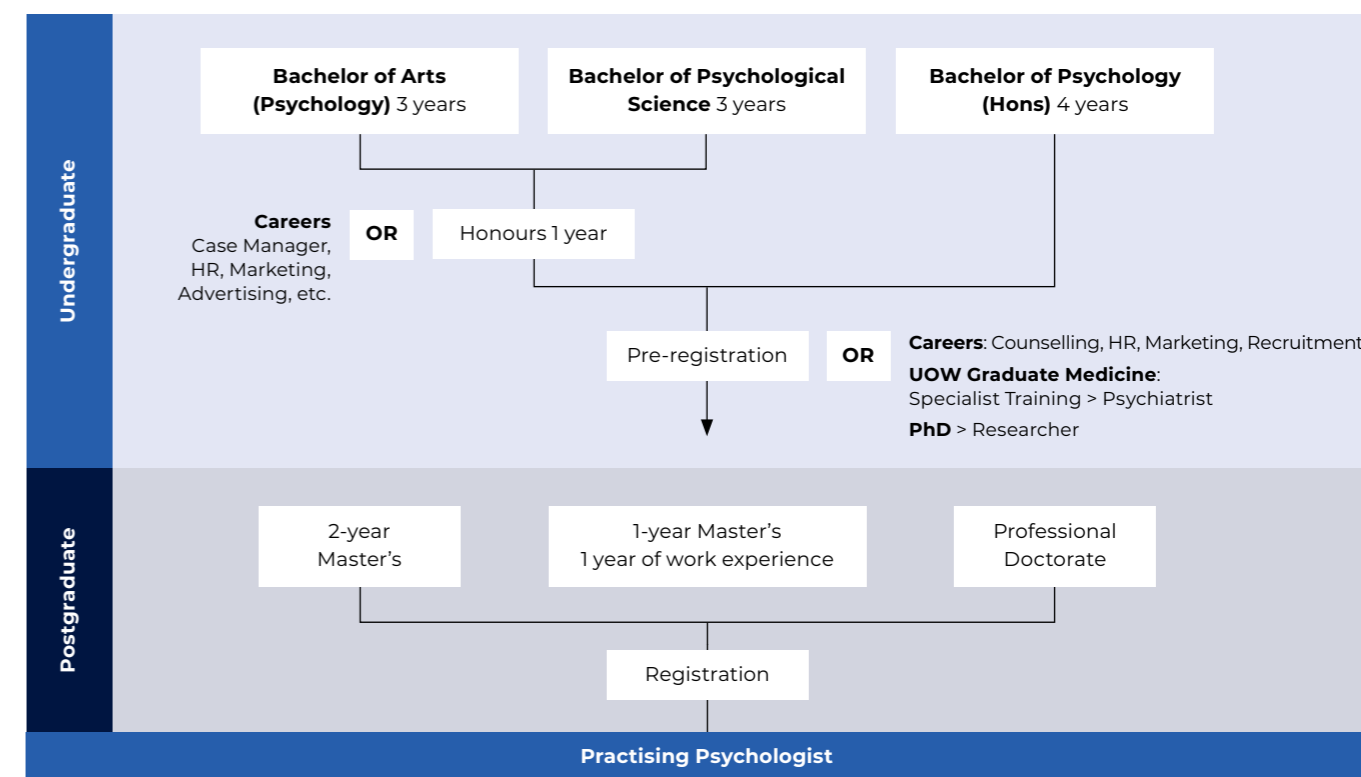 Undergraduate
Bachelor of Arts
(Psychology) 3 years
Bachelor of Psychological
Science 3 years
Bachelor of Psychology
(Hons) 4 years
Careers
Case Manager,
HR, Marketing,
Advertising, etc.
OR
Honours 1 year
Pre-registration
OR
Careers: Counselling, HR, Marketing, Recruitment
UOW Graduate Medicine:
Specialist Training > Psychiatrist
PhD > Researcher
Postgraduate
2-year
Master’s
1-year Master’s
1 year of work experience
Professional
Doctorate
Registration
Practising Psychologist